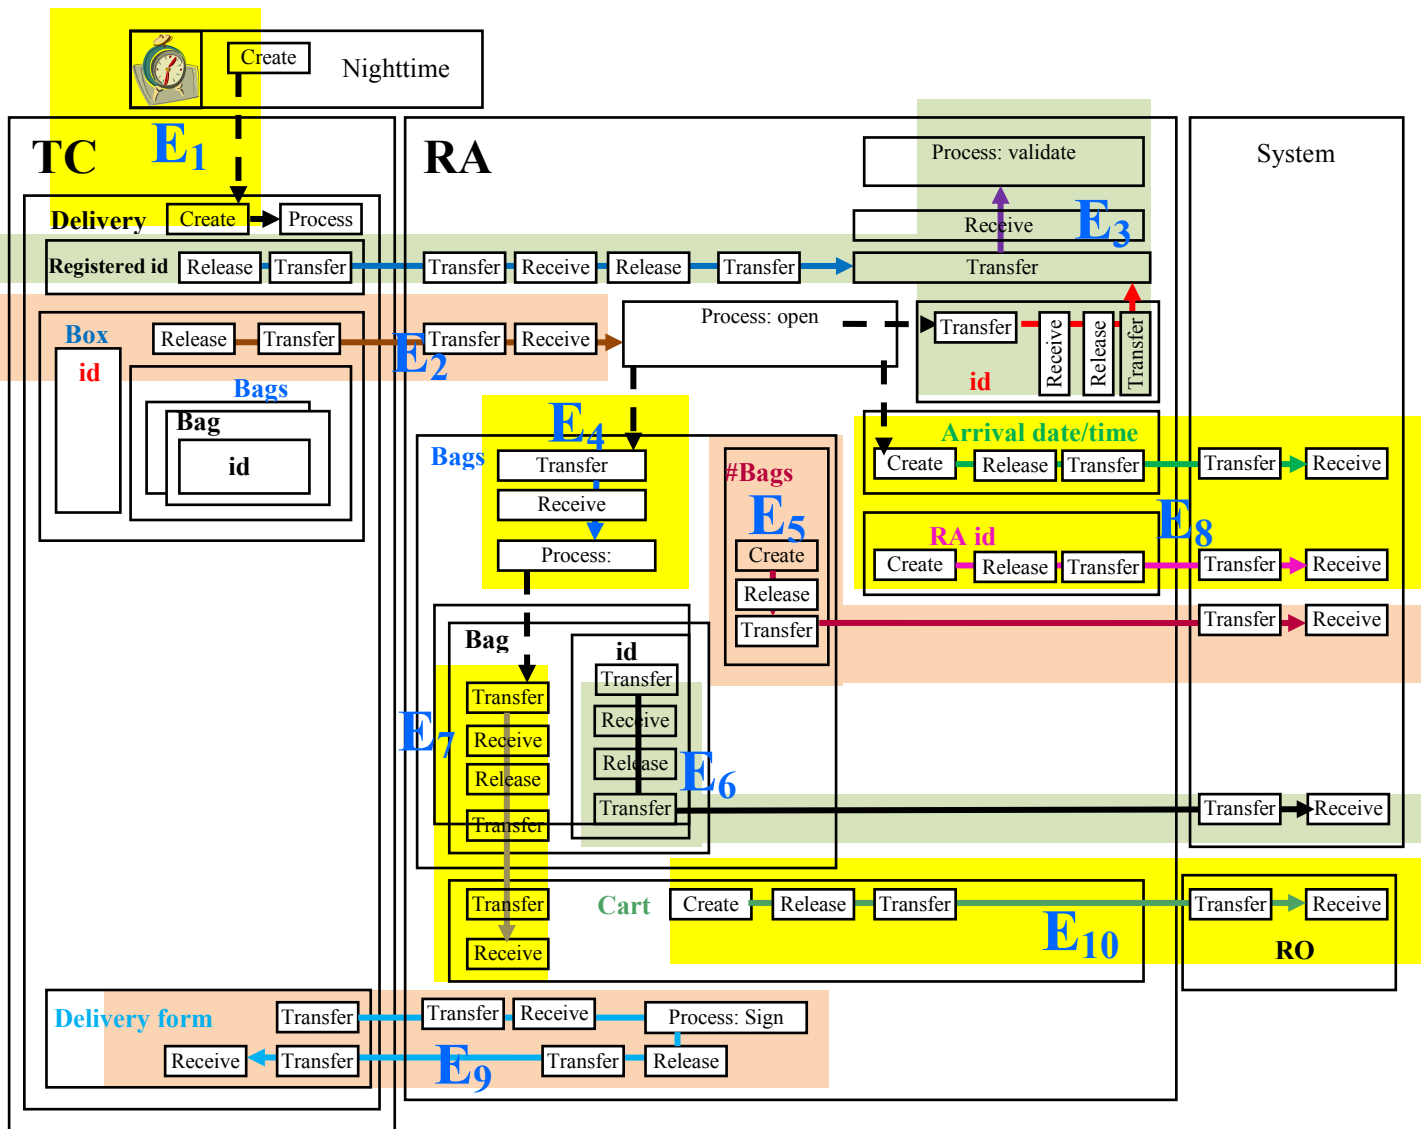 Create
Nighttime
E1
TC
RA
System
Process: validate
Delivery
Create
Process
Receive
E3
Registered id
Release
Transfer
Transfer
Receive
Release
Transfer
Transfer
Box
Release
Transfer
E2
Transfer
Receive
Process: open
Transfer
Receive
Release
Transfer
id
id
Bags
Bag
id
E4
Bags
Transfer
Receive
Process:
#Bags
E5
Create
Release
Transfer
Arrival date/time
Create
Release
Transfer
Transfer
Receive
E8
RA id
Create
Release
Transfer
Transfer
Receive
Transfer
Receive
Bag
id
Transfer
Receive
Release
Transfer
E7
Transfer
Receive
Release
Transfer
E6
Transfer
Receive
Transfer
Receive
Cart
Create
Release
Transfer
E10
Transfer
Receive
RO
Delivery form
Transfer
Transfer
Receive
Process: Sign
Receive
Transfer
E9
Transfer
Release